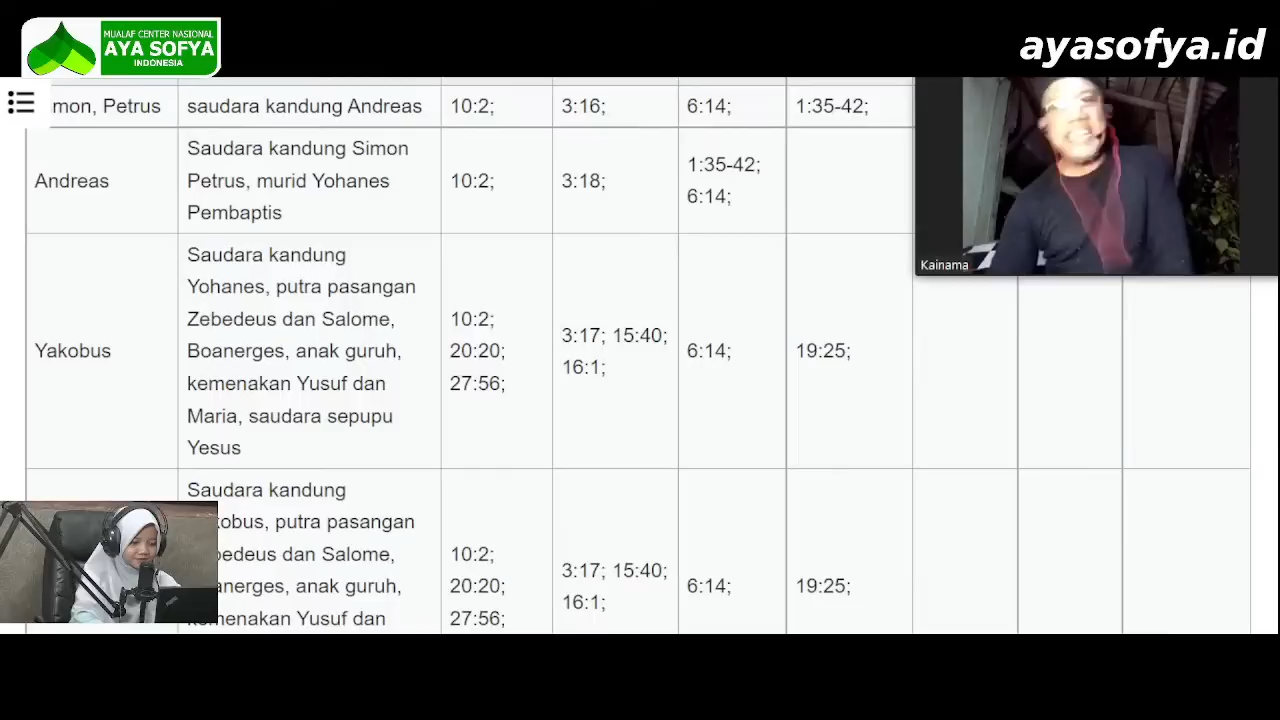 MUALAF CENTER NASIONAL
AYA SOFYA
INDONESIA
ayasofya.id
mon, Petrus
saudara kandung Andreas
10:2;
3:16;
6:14;
1:35-42;
Andreas
Saudara kandung Simon
Petrus, murid Yohanes
Pembaptis
10:2;
3:18;
1:35-42;
6:14;
Yakobus
Saudara kandung
Yohanes, putra pasangan
Zebedeus dan Salome,
Boanerges, anak guruh,
kemenakan Yusuf dan
Maria, saudara sepupu
Yesus
10:2;
20:20;
27:56;
3:17; 15:40;
16:1;
6:14;
19:25;
Saudara kandung
kobus, putra pasangan
bedeus dan Salome,
anerges, anak guruh,
kemenakan Yusuf dan
10:2;
20:20;
27:56;
3:17; 15:40;
16:1;
6:14;
19:25;
Kainama